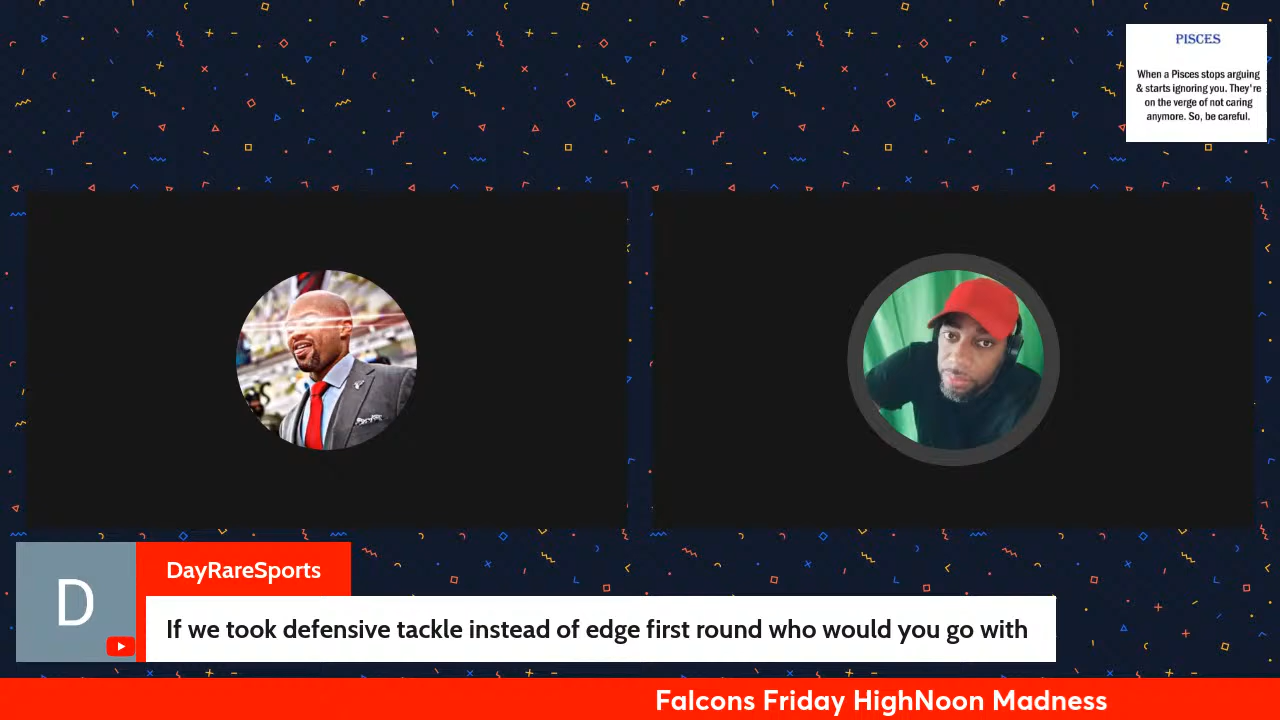 PISCES
When a Pisces stops arguing
& starts ignoring you. They're
on the verge of not caring
anymore. So, be careful.
D
DayRareSports
If we took defensive tackle instead of edge first round who would you go with
Falcons Friday HighNoon Madness